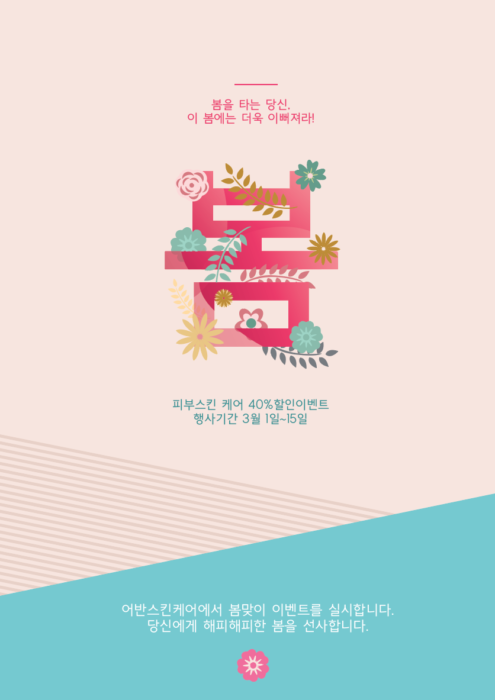 봄을 타는 당신,
이 봄에는 더욱 이뻐져라!
봄
피부스킨 케어 40%할인이벤트
행사기간 3월 1일~15일
어반스킨케어에서 봄맞이 이벤트를 실시합니다.
당신에게 해피해피한 봄을 선사합니다.